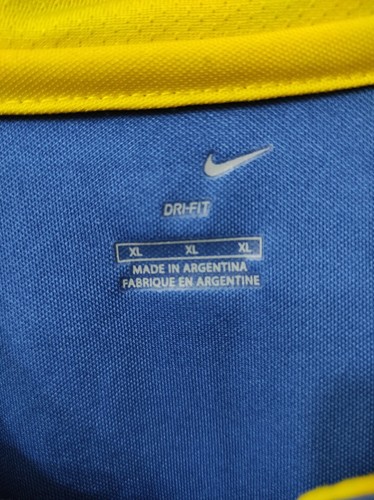 DRI-FIT
XL XL XL
MADE IN ARGENTINA
FABRIQUE EN ARGENTINE